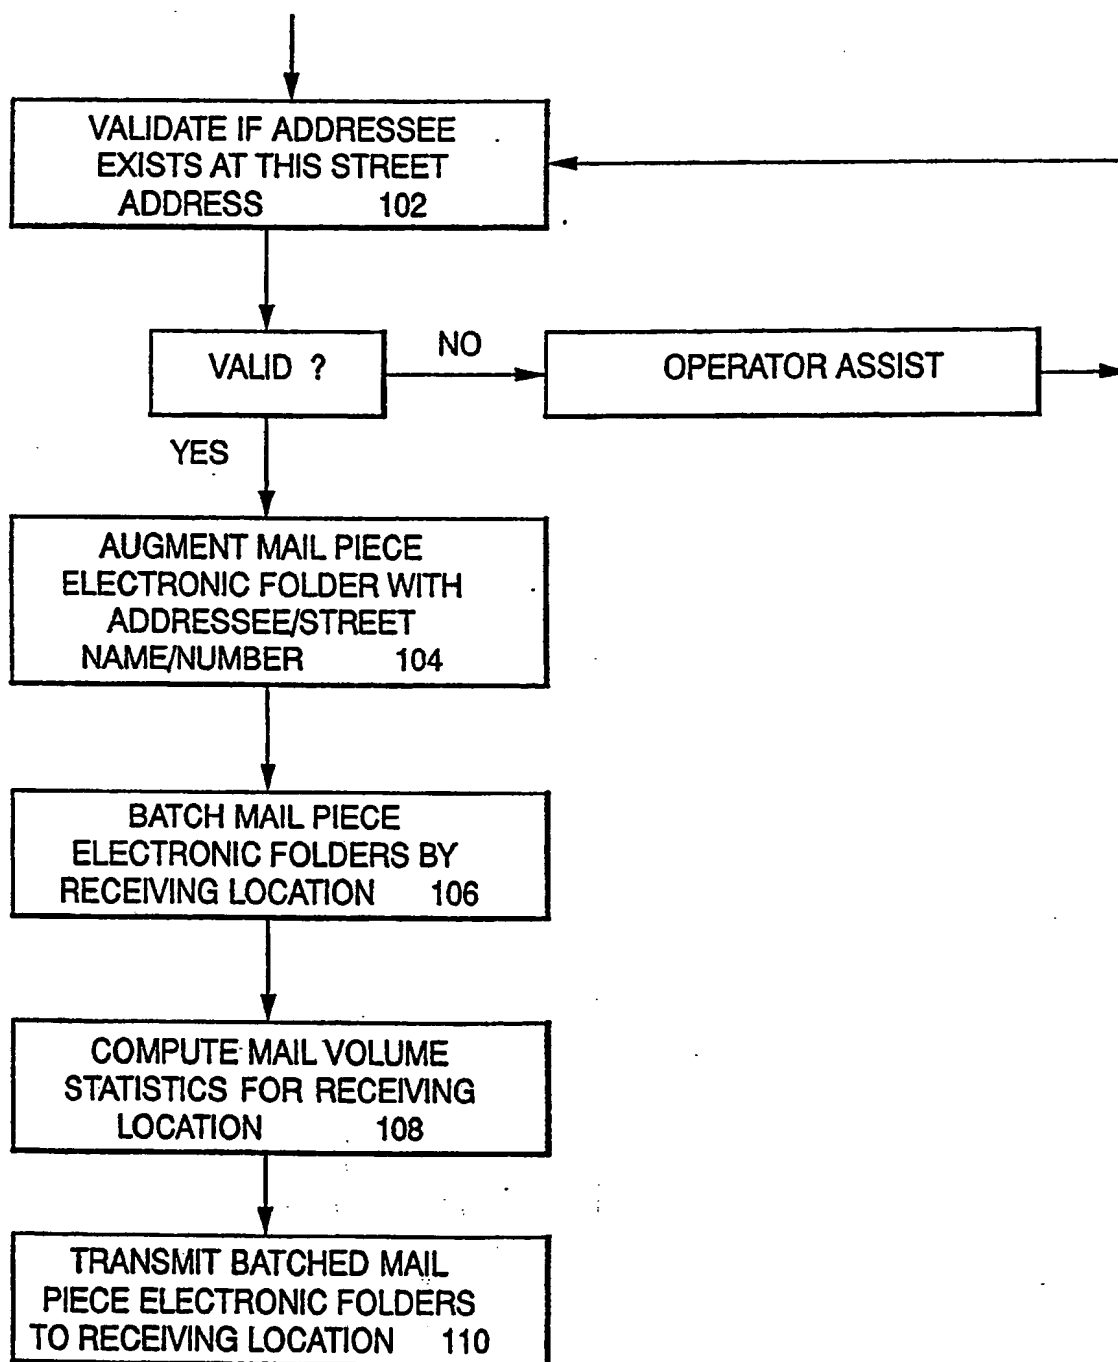 VALIDATE IF ADDRESSEE
EXISTS AT THIS STREET
ADDRESS 102
VALID ?
NO
OPERATOR ASSIST
YES
AUGMENT MAIL PIECE
ELECTRONIC FOLDER WITH
ADDRESSEE/STREET
NAME/NUMBER 104
BATCH MAIL PIECE
ELECTRONIC FOLDERS BY
RECEIVING LOCATION 106
COMPUTE MAIL VOLUME
STATISTICS FOR RECEIVING
LOCATION 108
TRANSMIT BATCHED MAIL
PIECE ELECTRONIC FOLDERS
TO RECEIVING LOCATION 110